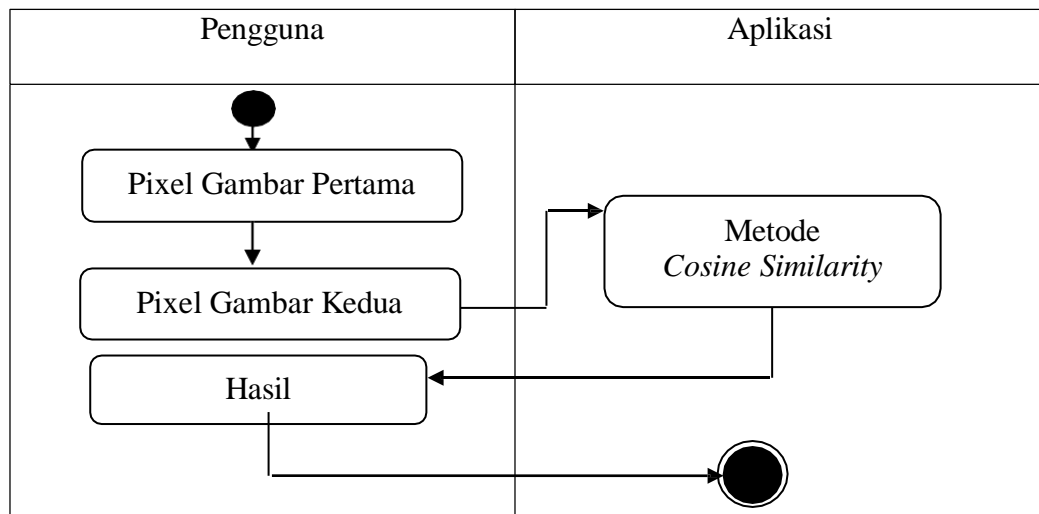 Pengguna
Aplikasi
Pixel Gambar Pertama
Pixel Gambar Kedua
Metode
Cosine Similarity
Hasil